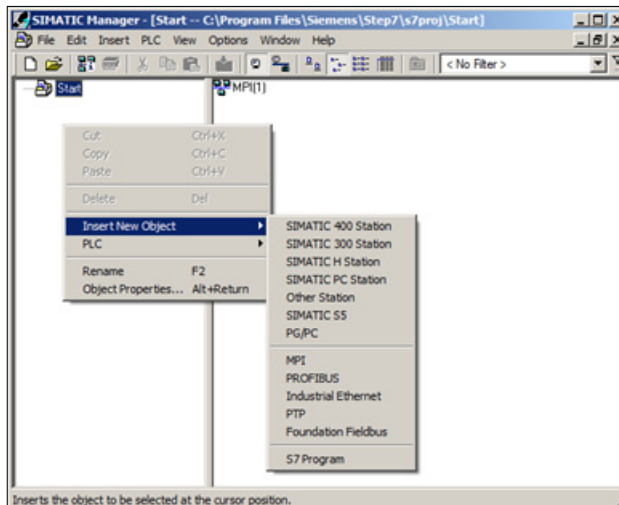 SIMATIC Manager - [Start -- C:\Program Files\Siemens\Step7\s7proj\Start]
File Edit Insert PLC View Options Window Help
< No Filter >
Start
MPI(1)
Cut Ctrl+X
Copy Ctrl+C
Paste Ctrl+V
Delete Del
Insert New Object
PLC
Rename F2
Object Properties... Alt+Return
SIMATIC 400 Station
SIMATIC 300 Station
SIMATIC H Station
SIMATIC PC Station
Other Station
SIMATIC S5
PG/PC
MPI
PROFIBUS
Industrial Ethernet
PTP
Foundation Fieldbus
S7 Program
Inserts the object to be selected at the cursor position.